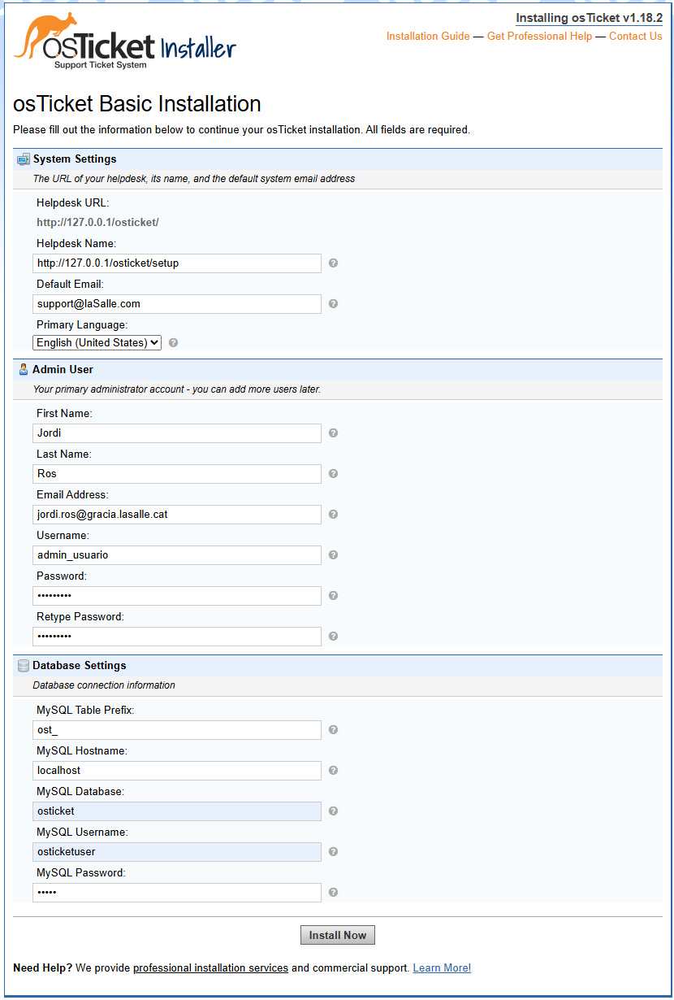 osTicket Installer
Support Ticket System
Installing osTicket v1.18.2
Installation Guide — Get Professional Help — Contact Us
osTicket Basic Installation
Please fill out the information below to continue your osTicket installation. All fields are required.
System Settings
The URL of your helpdesk, its name, and the default system email address
Helpdesk URL:
http://127.0.0.1/osticket/
Helpdesk Name:
http://127.0.0.1/osticket/setup
Default Email:
support@laSalle.com
Primary Language:
English (United States)
Admin User
Your primary administrator account - you can add more users later.
First Name:
Jordi
Last Name:
Ros
Email Address:
jordi.ros@gracia.lasalle.cat
Username:
admin_usuario
Password:
•••••••••
Retype Password:
•••••••••
Database Settings
Database connection information
MySQL Table Prefix:
ost_
MySQL Hostname:
localhost
MySQL Database:
osticket
MySQL Username:
osticketuser
MySQL Password:
•••••
Install Now
Need Help? We provide professional installation services and commercial support. Learn More!